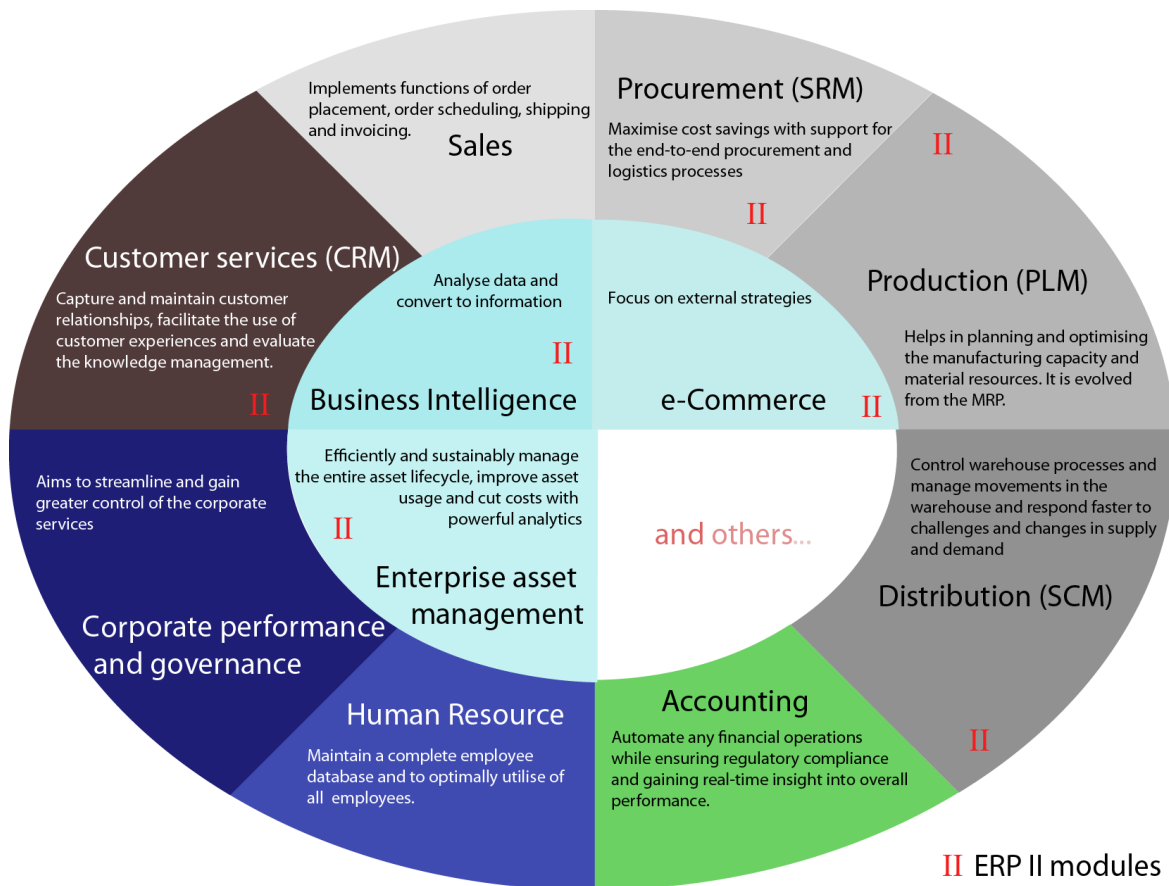 Implements functions of order
placement, order scheduling, shipping
and invoicing.
Sales
Procurement (SRM)
Maximise cost savings with support for
the end-to-end procurement and
logistics processes
II
II
Production (PLM)
Helps in planning and optimising
the manufacturing capacity and
material resources. It is evolved
from the MRP.
Customer services (CRM)
Capture and maintain customer
relationships, facilitate the use of
customer experiences and evaluate
the knowledge management.
II
Analyse data and
convert to information
II
Business Intelligence
Focus on external strategies
e-Commerce
II
Aims to streamline and gain
greater control of the corporate
services
Corporate performance
and governance
Efficiently and sustainably manage
the entire asset lifecycle, improve asset
usage and cut costs with
powerful analytics
II
Enterprise asset
management
and others...
Control warehouse processes and
manage movements in the
warehouse and respond faster to
challenges and changes in supply
and demand
Distribution (SCM)
II
Human Resource
Maintain a complete employee
database and to optimally utilise of
all employees.
Accounting
Automate any financial operations
while ensuring regulatory compliance
and gaining real-time insight into overall
performance.
II ERP II modules